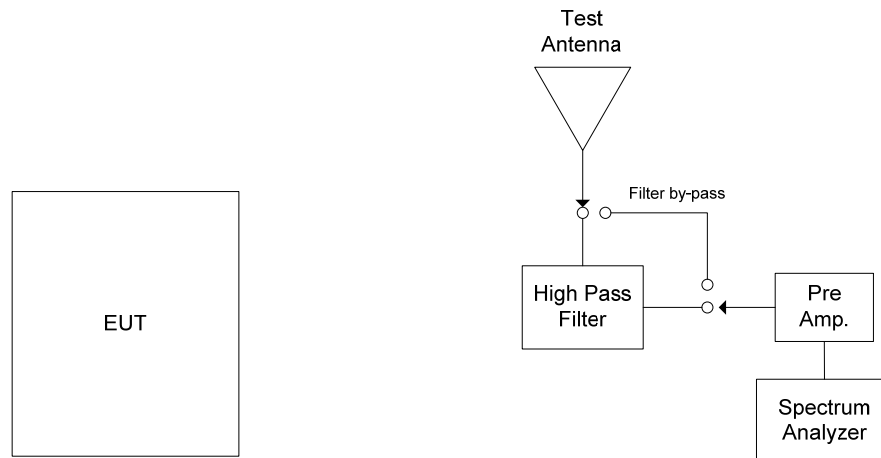 Test
Antenna
Filter by-pass
High Pass
Filter
Pre
Amp.
EUT
Spectrum
Analyzer